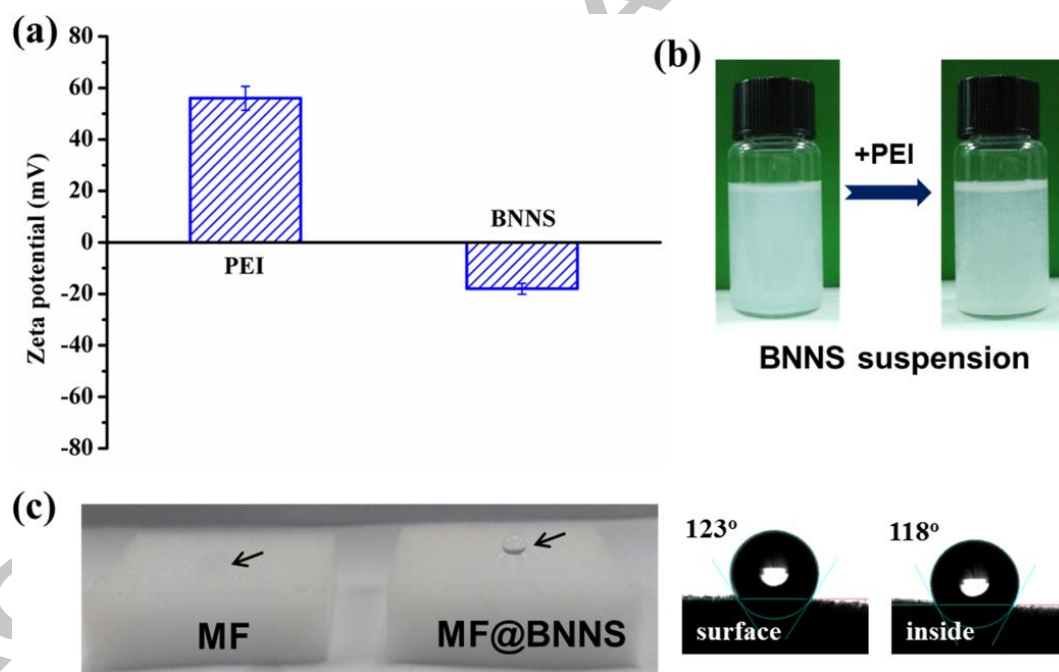 (a)
80
60
40
20
0
-20
-40
-60
-80
Zeta potential (mV)
PEI
BNNS
(b)
+PEI
BNNS suspension
(c)
MF
MF@BNNS
123°
surface
118°
inside